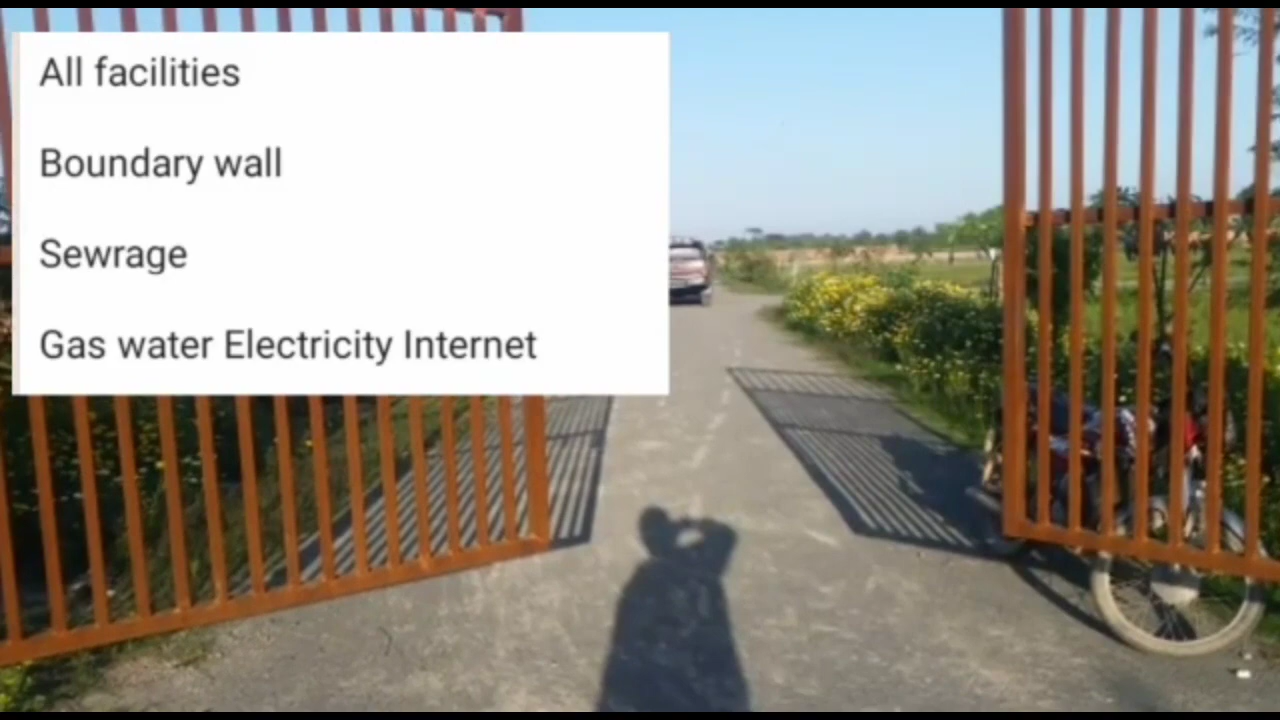 All facilities
Boundary wall
Sewrage
Gas water Electricity Internet